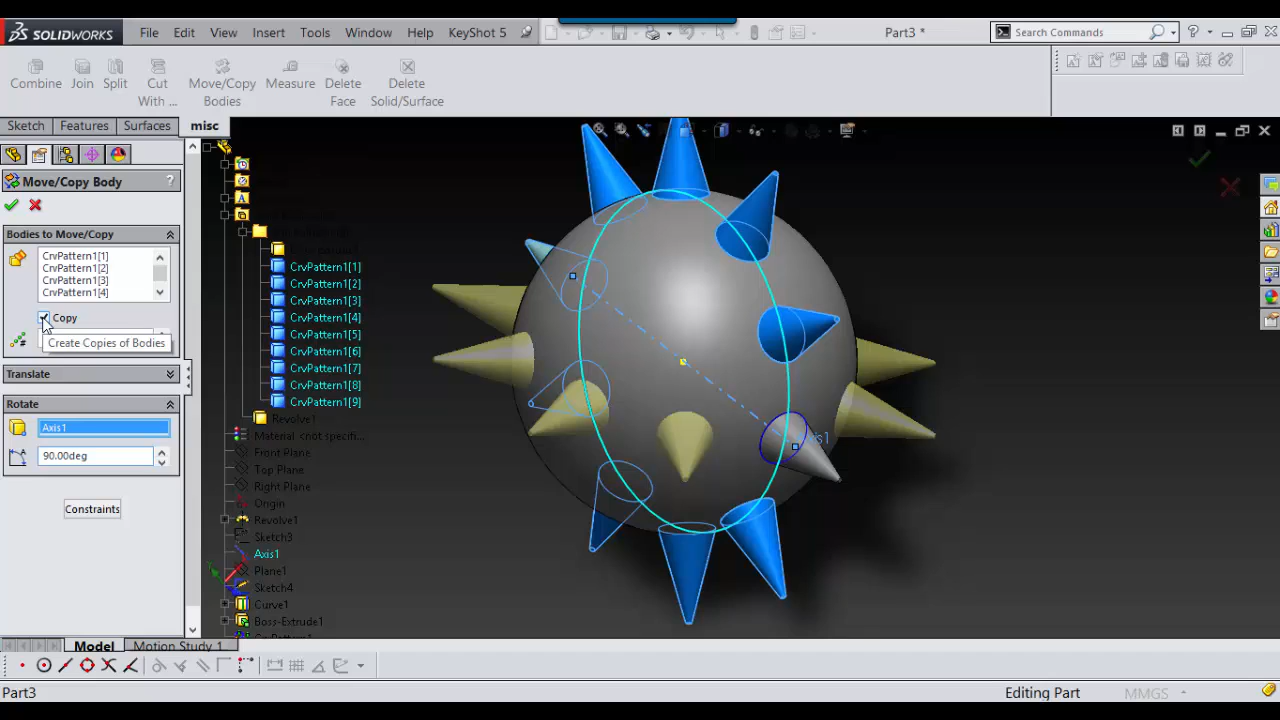 SOLIDWORKS File Edit View Insert Tools Window Help KeyShot 5 Part3 * Search Commands
Combine Join Split Cut With ... Move/Copy Bodies Measure Delete Face Delete Solid/Surface
Sketch Features Surfaces misc
Move/Copy Body ?
Bodies to Move/Copy
CrvPattern1[1]
CrvPattern1[2]
CrvPattern1[3]
CrvPattern1[4]
Copy
Create Copies of Bodies
Translate
Rotate
Axis1
90.00deg
Constraints
CrvPattern1[1]
CrvPattern1[2]
CrvPattern1[3]
CrvPattern1[4]
CrvPattern1[5]
CrvPattern1[6]
CrvPattern1[7]
CrvPattern1[8]
CrvPattern1[9]
Revolve1
Material <not specifi...
Front Plane
Top Plane
Right Plane
Origin
Revolve1
Sketch3
Axis1
Plane1
Sketch4
Curve1
Boss-Extrude1
Model Motion Study 1
Part3 Editing Part MMGS